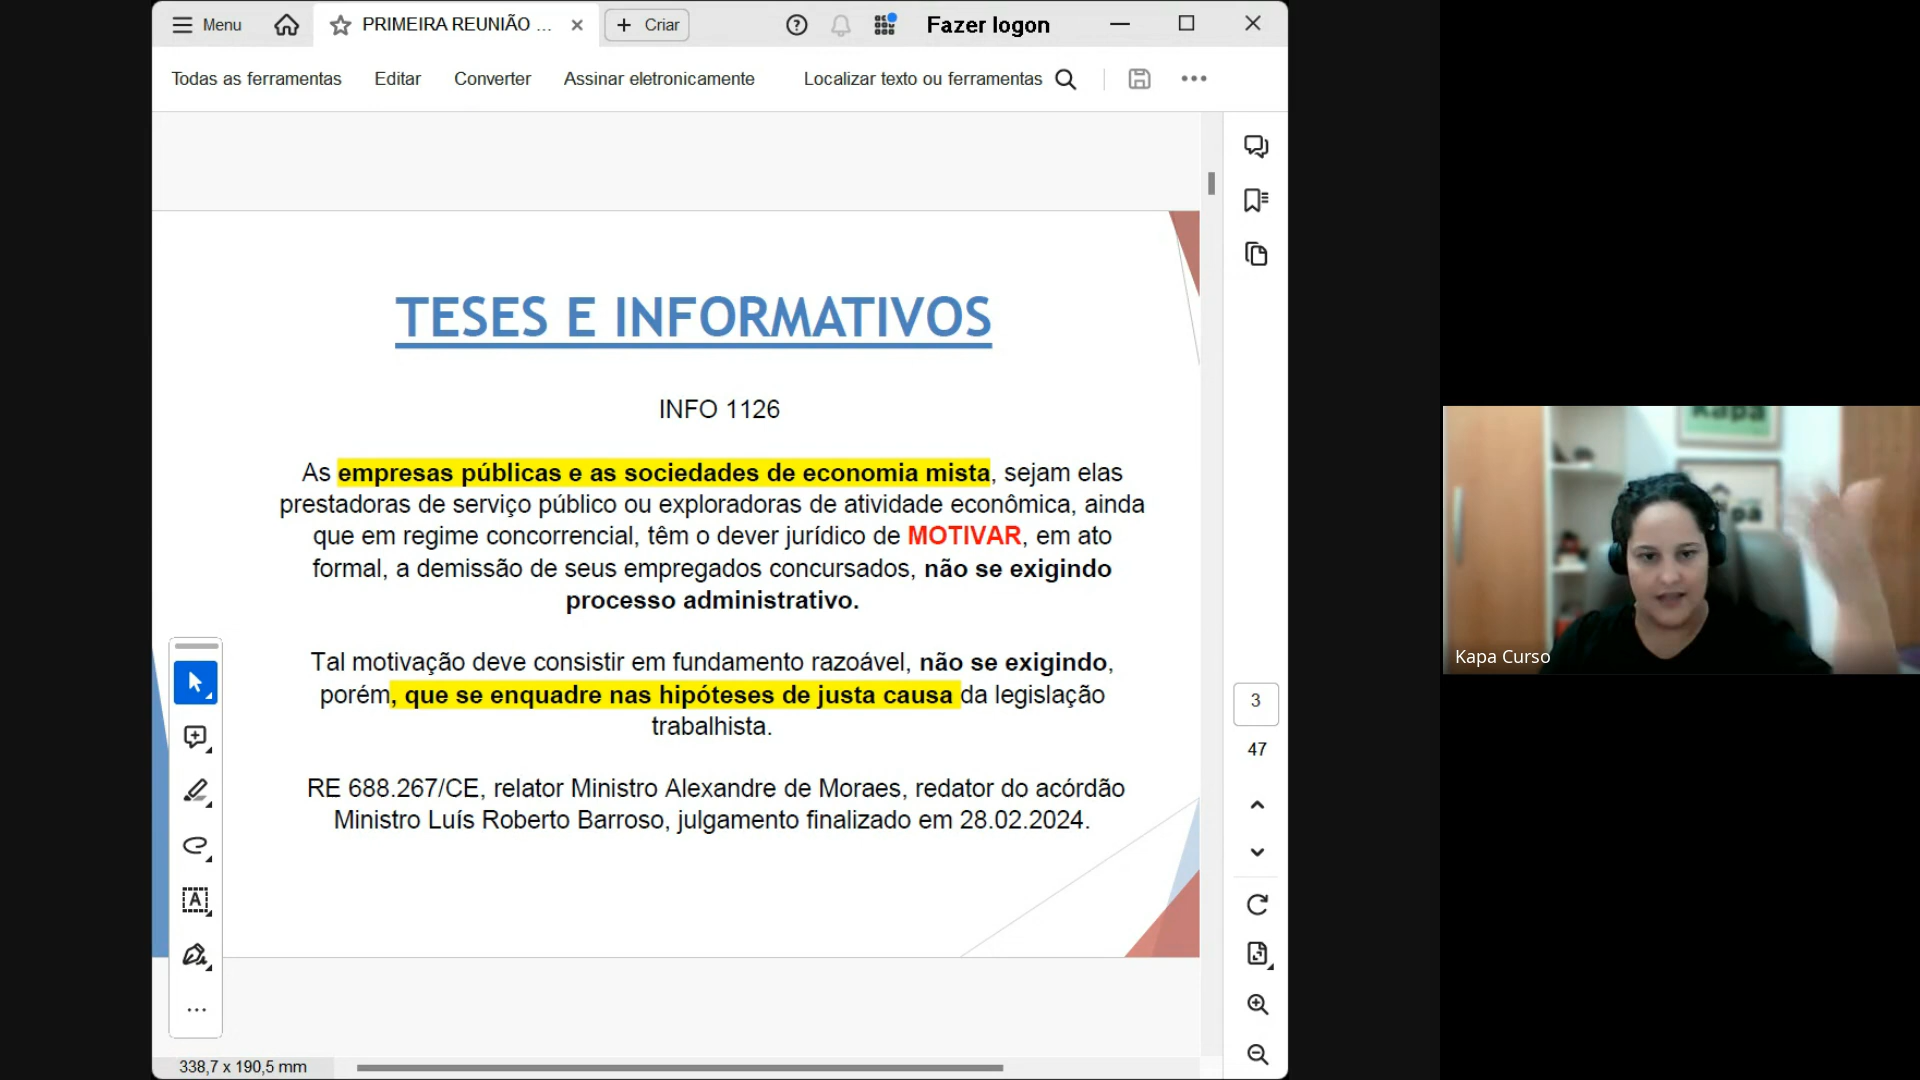 Menu
PRIMEIRA REUNIÃO ...
Criar
Fazer logon
Todas as ferramentas
Editar
Converter
Assinar eletronicamente
Localizar texto ou ferramentas
TESES E INFORMATIVOS
INFO 1126
As empresas públicas e as sociedades de economia mista, sejam elas
prestadoras de serviço público ou exploradoras de atividade econômica, ainda
que em regime concorrencial, têm o dever jurídico de MOTIVAR, em ato
formal, a demissão de seus empregados concursados, não se exigindo
processo administrativo.
Tal motivação deve consistir em fundamento razoável, não se exigindo,
porém, que se enquadre nas hipóteses de justa causa da legislação
trabalhista.
RE 688.267/CE, relator Ministro Alexandre de Moraes, redator do acórdão
Ministro Luís Roberto Barroso, julgamento finalizado em 28.02.2024.
3
47
338,7 x 190,5 mm
Kapa
Kapa Curso